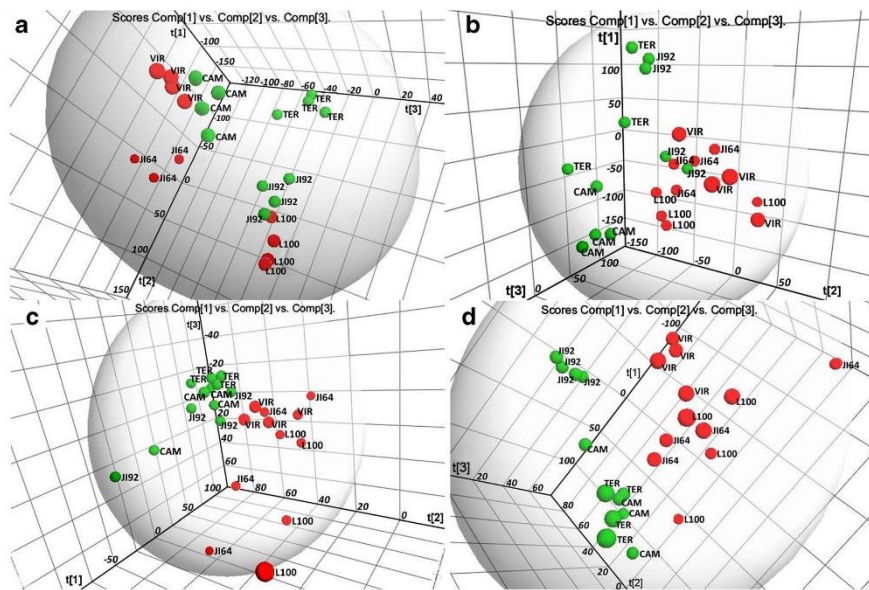 a
Scores Comp[1] vs. Comp[2] vs. Comp[3].
t[1]
-100
-150
VIR
VIR
VIR
VIR
CAM
CAM
CAM
CAM
-100
-50
-120 -100 -80 -60 -40 -20 0 20 40
t[3]
TER
TER
TER
TER
JI64
JI64
JI64
0
50
100
150
JI92
JI92
JI92
JI92
L100
L100
L100
L100
t[2]
b
Scores Comp[1] vs. Comp[2] vs. Comp[3].
t[1]
TER
JI92
JI92
100
50
TER
0
VIR
JI92
JI64
JI64
JI64
JI92
TER
-50
CAM
L100
JI64
VIR
VIR
-100
L100
L100
L100
VIR
-150
CAM
CAM
CAM
-150
-100
-50
0
50
100
50
0
t[3]
t[2]
c
Scores Comp[1] vs. Comp[2] vs. Comp[3].
t[3]
-40
-20
TER
TER
TER
TER
CAM
CAM
JI92
JI92
JI92
VIR
VIR
VIR
VIR
JI64
JI64
20
40
60
80
100
L100
L100
CAM
JI92
JI64
20
40
60
80
t[2]
L100
JI64
L100
50
0
-50
t[1]
d
Scores Comp[1] vs. Comp[2] vs. Comp[3].
-100
VIR
VIR
VIR
JI64
t[1]
JI92
JI92
JI92
JI92
0
50
100
L100
L100
JI64
JI64
JI64
L100
L100
CAM
t[3]
20
40
60
80
TER
TER
CAM
CAM
TER
TER
CAM
60
40
20
0
t[2]